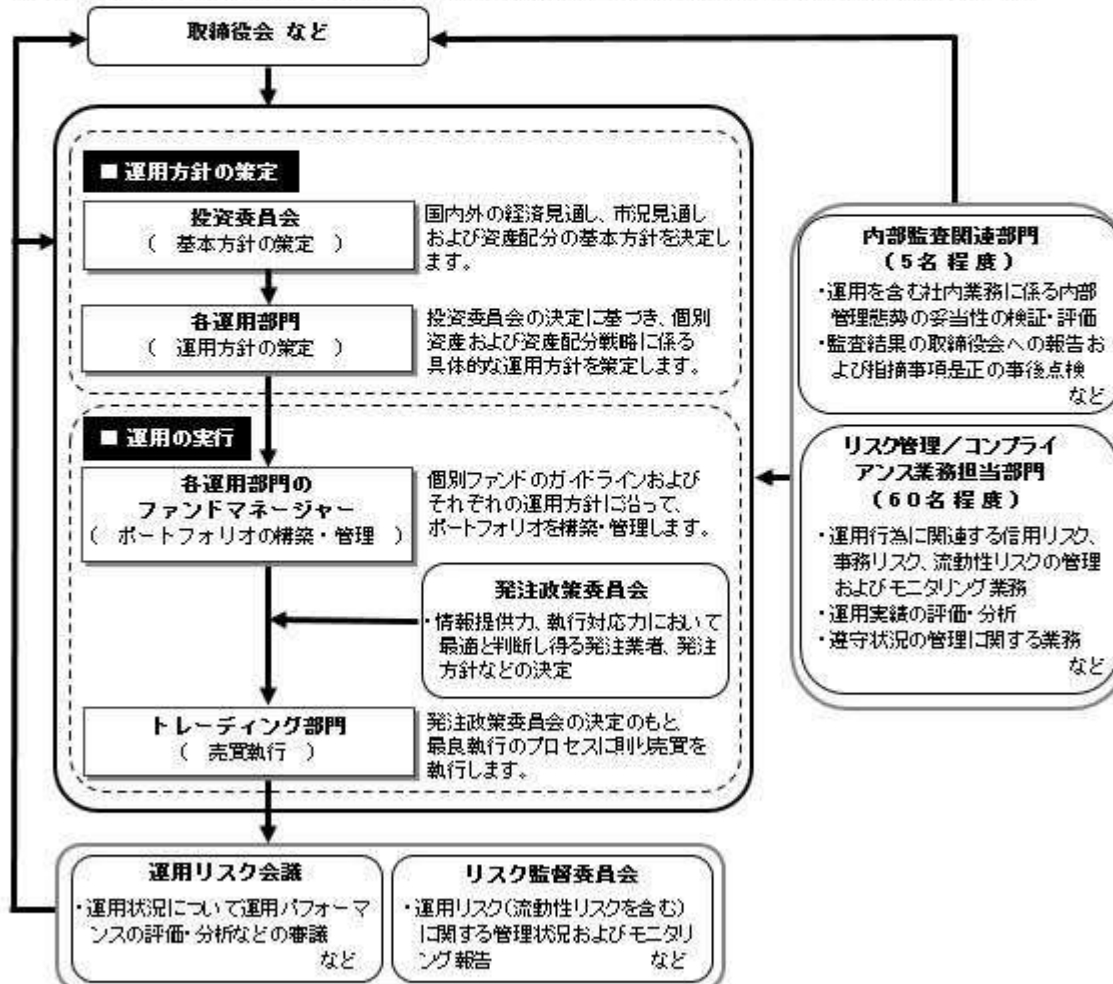 取締役会 など
■ 運用方針の策定
投資委員会
( 基本方針の策定 )
国内外の経済見通し、市況見通し
および資産配分の基本方針を決定し
ます。
各運用部門
( 運用方針の策定 )
投資委員会の決定に基づき、個別
資産および資産配分戦略に係る
具体的な運用方針を策定します。
■ 運用の実行
各運用部門の
ファンドマネージャー
( ポートフォリオの構築・管理 )
個別ファンドのガイドラインおよび
それぞれの運用方針に沿って、
ポートフォリオを構築・管理します。
発注政策委員会
・情報提供力、執行対応力において
最適と判断し得る発注業者、発注
方針などの決定
トレーディング部門
( 売買執行 )
発注政策委員会の決定のもと、
最良執行のプロセスに則り売買を
執行します。
運用リスク会議
・運用状況について運用パフォーマ
ンスの評価・分析などの審議
など
リスク監督委員会
・運用リスク(流動性リスクを含む)
に関する管理状況およびモニタリ
ング報告 など
内部監査関連部門
(5名程度)
・運用を含む社内業務に係る内部
管理態勢の妥当性の検証・評価
・監査結果の取締役会への報告お
よび指摘事項是正の事後点検
など
リスク管理/コンプライ
アンス業務担当部門
(60名程度)
・運用行為に関連する信用リスク、
事務リスク、流動性リスクの管理
およびモニタリング業務
・運用実績の評価・分析
・遵守状況の管理に関する業務
など